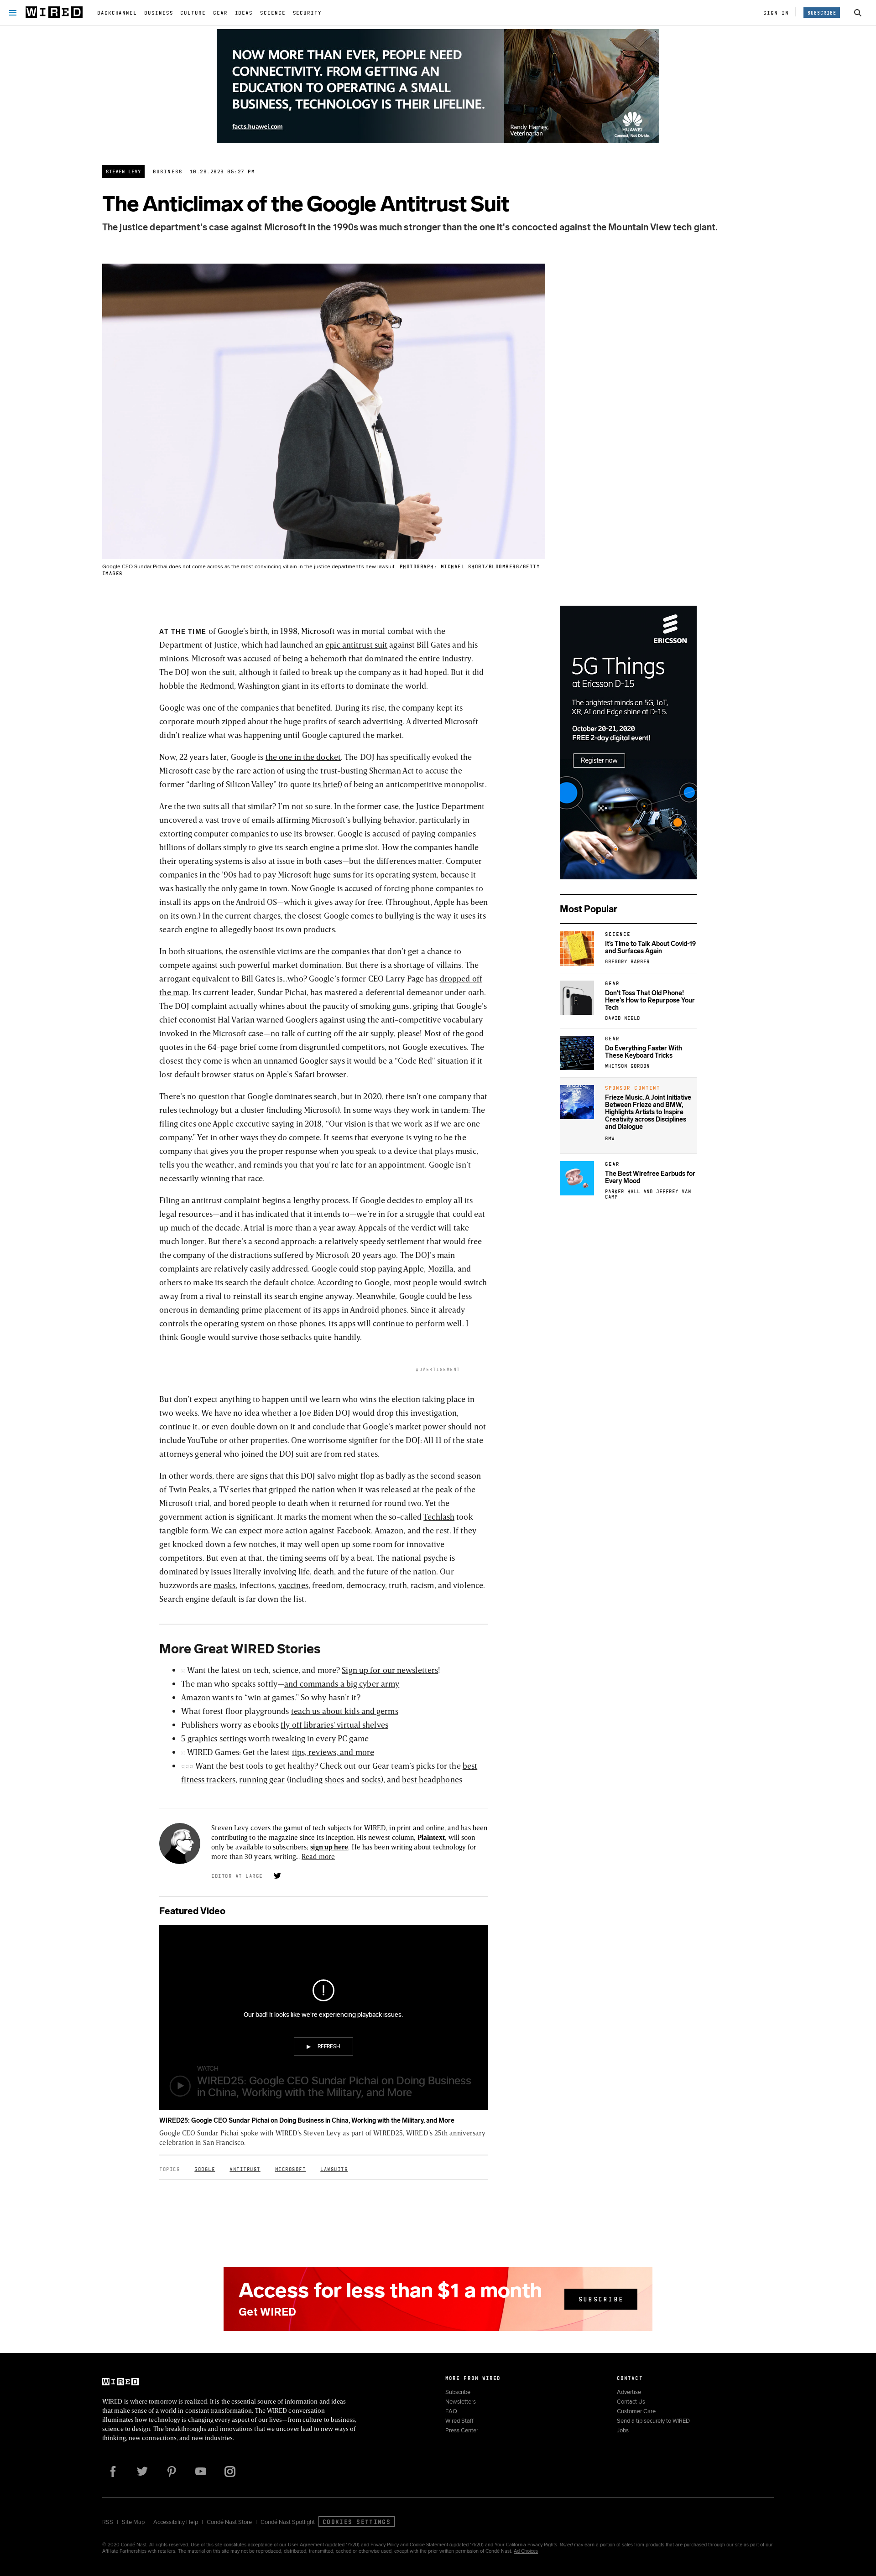 WIRED
BACKCHANNEL BUSINESS CULTURE GEAR IDEAS SCIENCE SECURITY
SIGN IN
SUBSCRIBE
NOW MORE THAN EVER, PEOPLE NEED
CONNECTIVITY. FROM GETTING AN
EDUCATION TO OPERATING A SMALL
BUSINESS, TECHNOLOGY IS THEIR LIFELINE.
facts.huawei.com
Randy Hamey,
Veterinarian
HUAWEI
Connect, Not Divide.
STEVEN LEVY BUSINESS 10.20.2020 05:27 PM
The Anticlimax of the Google Antitrust Suit
The justice department's case against Microsoft in the 1990s was much stronger than the one it's concocted against the Mountain View tech giant.
Google CEO Sundar Pichai does not come across as the most convincing villain in the justice department's new lawsuit. PHOTOGRAPH: MICHAEL SHORT/BLOOMBERG/GETTY
IMAGES
AT THE TIME of Google's birth, in 1998, Microsoft was in mortal combat with the
Department of Justice, which had launched an epic antitrust suit against Bill Gates and his
minions. Microsoft was accused of being a behemoth that dominated the entire industry.
The DOJ won the suit, although it failed to break up the company as it had hoped. But it did
hobble the Redmond, Washington giant in its efforts to dominate the world.
Google was one of the companies that benefited. During its rise, the company kept its
corporate mouth zipped about the huge profits of search advertising. A diverted Microsoft
didn't realize what was happening until Google captured the market.
Now, 22 years later, Google is the one in the docket. The DOJ has specifically evoked the
Microsoft case by the rare action of using the trust-busting Sherman Act to accuse the
former "darling of Silicon Valley" (to quote its brief) of being an anticompetitive monopolist.
Are the two suits all that similar? I'm not so sure. In the former case, the Justice Department
uncovered a vast trove of emails affirming Microsoft's bullying behavior, particularly in
extorting computer companies to use its browser. Google is accused of paying companies
billions of dollars simply to give its search engine a prime slot. How the companies handle
their operating systems is also at issue in both cases—but the differences matter. Computer
companies in the '90s had to pay Microsoft huge sums for its operating system, because it
was basically the only game in town. Now Google is accused of forcing phone companies to
install its apps on the Android OS—which it gives away for free. (Throughout, Apple has been
on its own.) In the current charges, the closest Google comes to bullying is the way it uses its
search engine to allegedly boost its own products.
In both situations, the ostensible victims are the companies that don't get a chance to
compete against such powerful market domination. But there is a shortage of villains. The
arrogant equivalent to Bill Gates is...who? Google's former CEO Larry Page has dropped off
the map. Its current leader, Sundar Pichai, has mastered a deferential demeanor under oath.
The DOJ complaint actually whines about the paucity of smoking guns, griping that Google's
chief economist Hal Varian warned Googlers against using the anti-competitive vocabulary
invoked in the Microsoft case—no talk of cutting off the air supply, please! Most of the good
quotes in the 64-page brief come from disgruntled competitors, not Google executives. The
closest they come is when an unnamed Googler says it would be a "Code Red" situation if it
lost default browser status on Apple's Safari browser.
There's no question that Google dominates search, but in 2020, there isn't one company that
rules technology but a cluster (including Microsoft). In some ways they work in tandem: The
filing cites one Apple executive saying in 2018, "Our vision is that we work as if we are one
company." Yet in other ways they do compete. It seems that everyone is vying to be the
company that gives you the proper response when you speak to a device that plays music,
tells you the weather, and reminds you that you're late for an appointment. Google isn't
necessarily winning that race.
Filing an antitrust complaint begins a lengthy process. If Google decides to employ all its
legal resources—and it has indicated that it intends to—we're in for a struggle that could eat
up much of the decade. A trial is more than a year away. Appeals of the verdict will take
much longer. But there's a second approach: a relatively speedy settlement that would free
the company of the distractions suffered by Microsoft 20 years ago. The DOJ's main
complaints are relatively easily addressed. Google could stop paying Apple, Mozilla, and
others to make its search the default choice. According to Google, most people would switch
away from a rival to reinstall its search engine anyway. Meanwhile, Google could be less
onerous in demanding prime placement of its apps in Android phones. Since it already
controls the operating system on those phones, its apps will continue to perform well. I
think Google would survive those setbacks quite handily.
ADVERTISEMENT
But don't expect anything to happen until we learn who wins the election taking place in
two weeks. We have no idea whether a Joe Biden DOJ would drop this investigation,
continue it, or even double down on it and conclude that Google's market power should not
include YouTube or other properties. One worrisome signifier for the DOJ: All 11 of the state
attorneys general who joined the DOJ suit are from red states.
In other words, there are signs that this DOJ salvo might flop as badly as the second season
of Twin Peaks, a TV series that gripped the nation when it was released at the peak of the
Microsoft trial, and bored people to death when it returned for round two. Yet the
government action is significant. It marks the moment when the so-called Techlash took
tangible form. We can expect more action against Facebook, Amazon, and the rest. If they
get knocked down a few notches, it may well open up some room for innovative
competitors. But even at that, the timing seems off by a beat. The national psyche is
dominated by issues literally involving life, death, and the future of the nation. Our
buzzwords are masks, infections, vaccines, freedom, democracy, truth, racism, and violence.
Search engine default is far down the list.
More Great WIRED Stories
Want the latest on tech, science, and more? Sign up for our newsletters!
The man who speaks softly—and commands a big cyber army
Amazon wants to "win at games." So why hasn't it?
What forest floor playgrounds teach us about kids and germs
Publishers worry as ebooks fly off libraries' virtual shelves
5 graphics settings worth tweaking in every PC game
WIRED Games: Get the latest tips, reviews, and more
Want the best tools to get healthy? Check out our Gear team's picks for the best
fitness trackers, running gear (including shoes and socks), and best headphones
Steven Levy covers the gamut of tech subjects for WIRED, in print and online, and has been
contributing to the magazine since its inception. His newest column, Plaintext, will soon
only be available to subscribers; sign up here. He has been writing about technology for
more than 30 years, writing... Read more
EDITOR AT LARGE
Featured Video
Our bad! It looks like we're experiencing playback issues.
REFRESH
WATCH
WIRED25: Google CEO Sundar Pichai on Doing Business
in China, Working with the Military, and More
WIRED25: Google CEO Sundar Pichai on Doing Business in China, Working with the Military, and More
Google CEO Sundar Pichai spoke with WIRED's Steven Levy as part of WIRED25, WIRED's 25th anniversary
celebration in San Francisco.
TOPICS GOOGLE ANTITRUST MICROSOFT LAWSUITS
ERICSSON
5G Things
at Ericsson D-15
The brightest minds on 5G, IoT,
XR, AI and Edge shine at D-15.
October 20-21, 2020
FREE 2-day digital event!
Register now
Most Popular
SCIENCE
It's Time to Talk About Covid-19
and Surfaces Again
GREGORY BARBER
GEAR
Don't Toss That Old Phone!
Here's How to Repurpose Your
Tech
DAVID NIELD
GEAR
Do Everything Faster With
These Keyboard Tricks
WHITSON GORDON
SPONSOR CONTENT
Frieze Music, A Joint Initiative
Between Frieze and BMW,
Highlights Artists to Inspire
Creativity across Disciplines
and Dialogue
BMW
GEAR
The Best Wirefree Earbuds for
Every Mood
PARKER HALL AND JEFFREY VAN
CAMP
Access for less than $1 a month
Get WIRED
SUBSCRIBE
WIRED
WIRED is where tomorrow is realized. It is the essential source of information and ideas
that make sense of a world in constant transformation. The WIRED conversation
illuminates how technology is changing every aspect of our lives—from culture to business,
science to design. The breakthroughs and innovations that we uncover lead to new ways of
thinking, new connections, and new industries.
MORE FROM WIRED
Subscribe
Newsletters
FAQ
Wired Staff
Press Center
CONTACT
Advertise
Contact Us
Customer Care
Send a tip securely to WIRED
Jobs
RSS | Site Map | Accessibility Help | Condé Nast Store | Condé Nast Spotlight COOKIES SETTINGS
© 2020 Condé Nast. All rights reserved. Use of this site constitutes acceptance of our User Agreement (updated 1/1/20) and Privacy Policy and Cookie Statement (updated 1/1/20) and Your California Privacy Rights. Wired may earn a portion of sales from products that are purchased through our site as part of our
Affiliate Partnerships with retailers. The material on this site may not be reproduced, distributed, transmitted, cached or otherwise used, except with the prior written permission of Condé Nast. Ad Choices